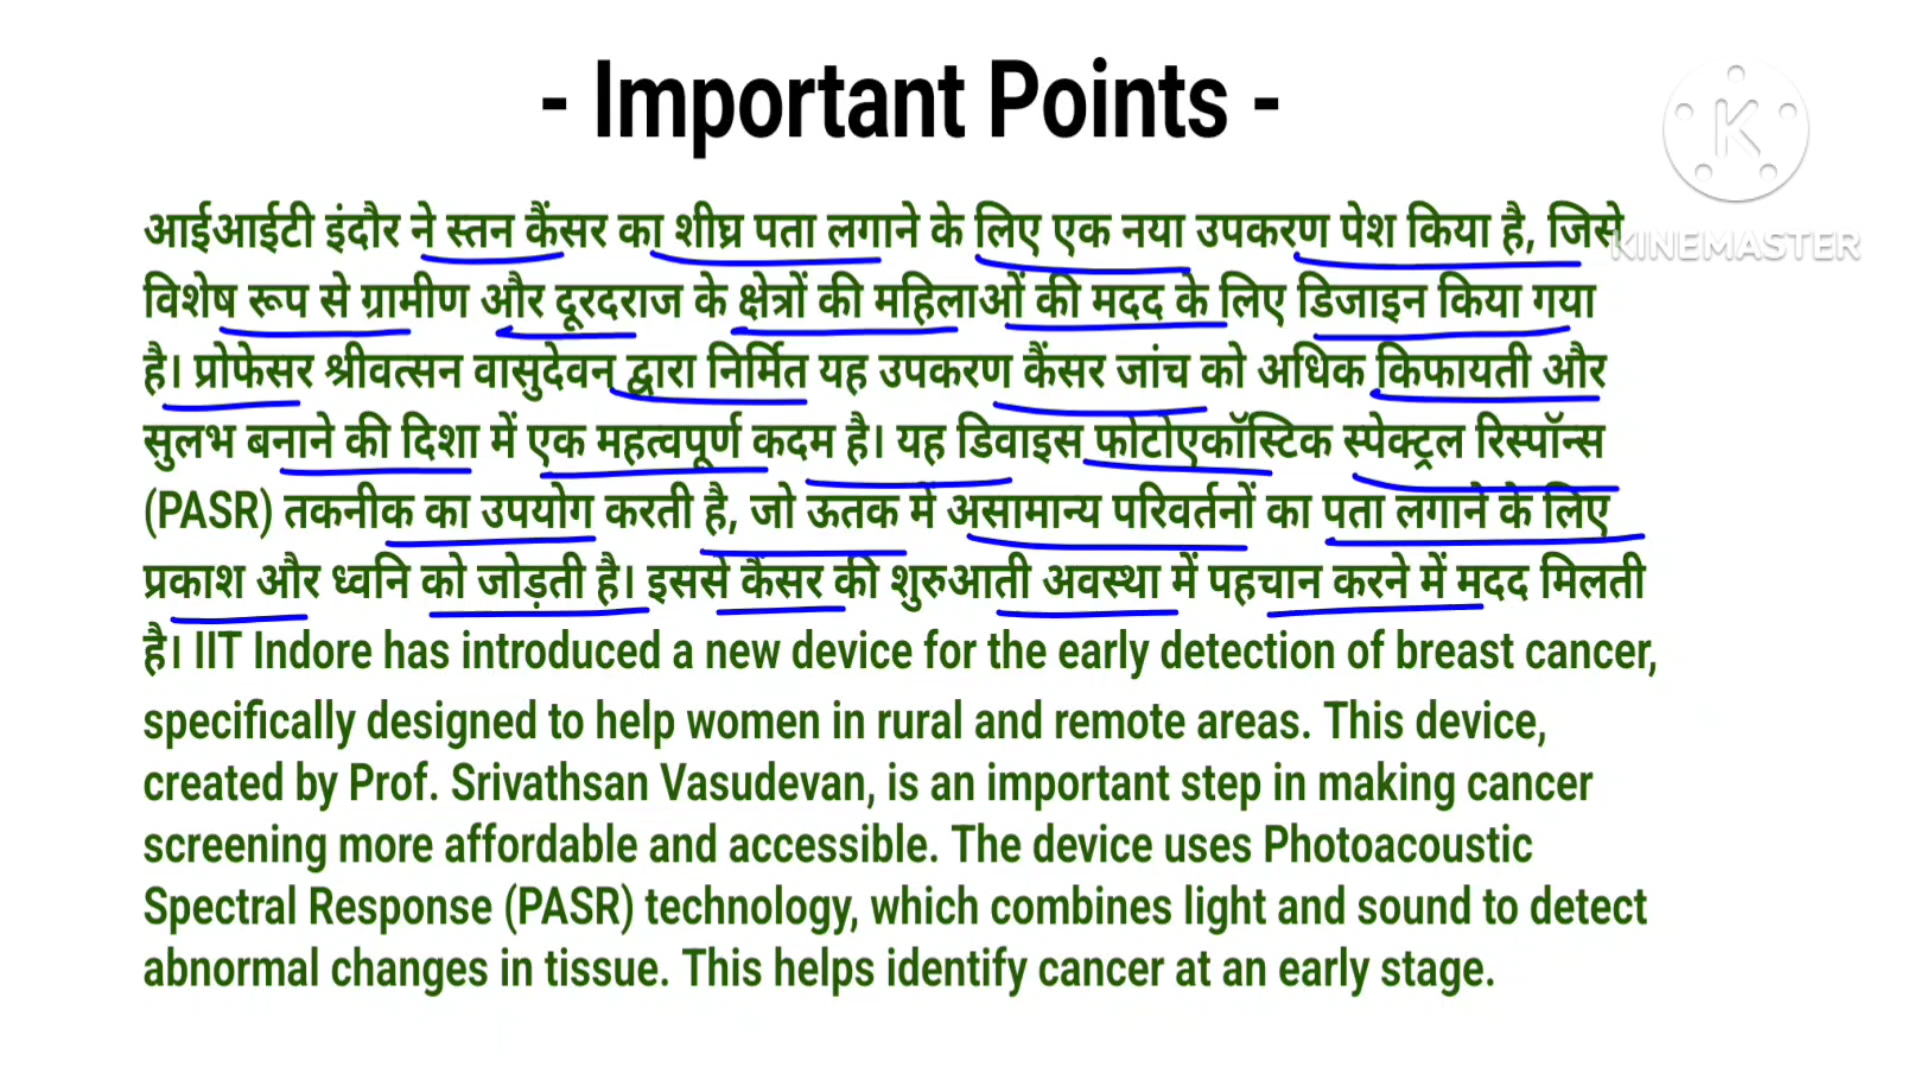 - Important Points -
K
KINEMASTER
आईआईटी इंदौर ने स्तन कैंसर का शीघ्र पता लगाने के लिए एक नया उपकरण पेश किया है, जिसे
विशेष रूप से ग्रामीण और दूरदराज के क्षेत्रों की महिलाओं की मदद के लिए डिजाइन किया गया
है। प्रोफेसर श्रीवत्सन वासुदेवन द्वारा निर्मित यह उपकरण कैंसर जांच को अधिक किफायती और
सुलभ बनाने की दिशा में एक महत्वपूर्ण कदम है। यह डिवाइस फोटोएकॉस्टिक स्पेक्ट्रल रिस्पॉन्स
(PASR) तकनीक का उपयोग करती है, जो ऊतक में असामान्य परिवर्तनों का पता लगाने के लिए
प्रकाश और ध्वनि को जोड़ती है। इससे कैंसर की शुरुआती अवस्था में पहचान करने में मदद मिलती
है। IIT Indore has introduced a new device for the early detection of breast cancer,
specifically designed to help women in rural and remote areas. This device,
created by Prof. Srivathsan Vasudevan, is an important step in making cancer
screening more affordable and accessible. The device uses Photoacoustic
Spectral Response (PASR) technology, which combines light and sound to detect
abnormal changes in tissue. This helps identify cancer at an early stage.